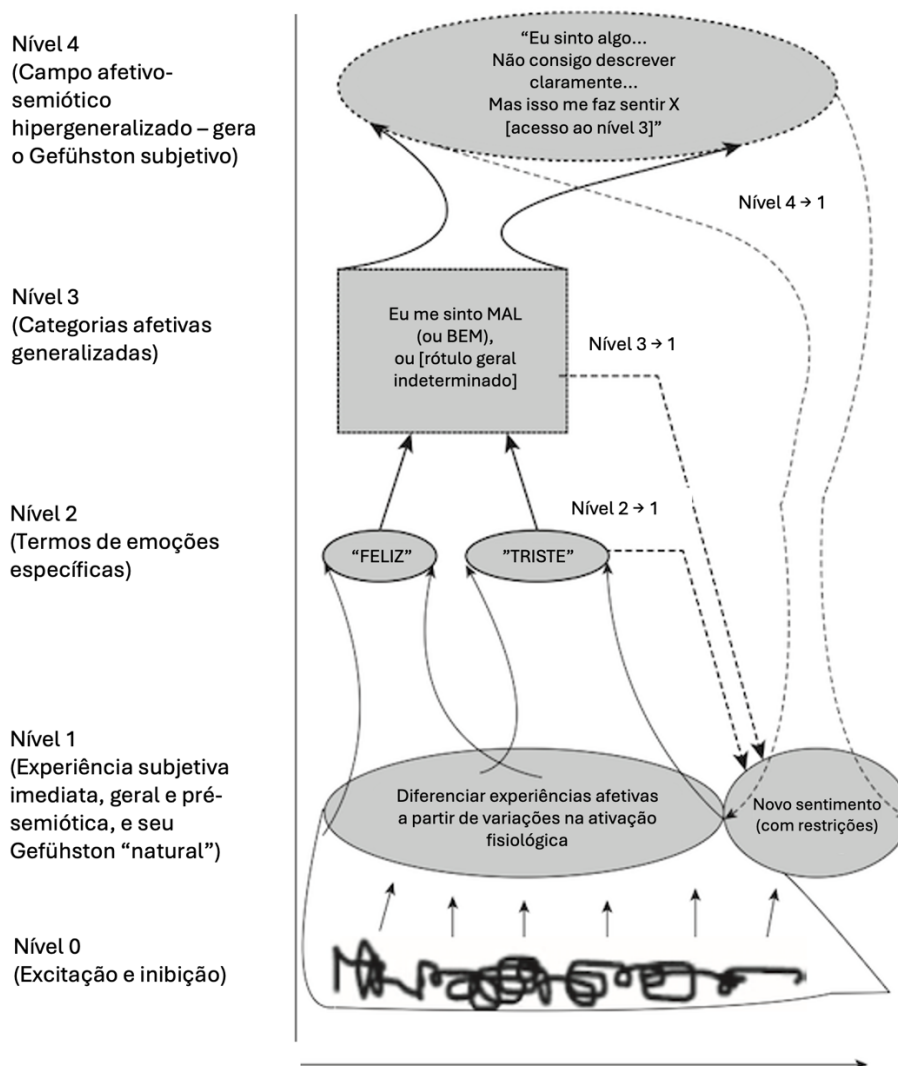 Nível 4
(Campo afetivo-
semiótico
hipergeneralizado – gera
o Gefühston subjetivo)
“Eu sinto algo...
Não consigo descrever
claramente...
Mas isso me faz sentir X
[acesso ao nível 3]”
Nível 4 → 1
Nível 3
(Categorias afetivas
generalizadas)
Eu me sinto MAL
(ou BEM),
ou [rótulo geral
indeterminado]
Nível 3 → 1
Nível 2
(Termos de emoções
específicas)
“FELIZ”
”TRISTE”
Nível 2 → 1
Nível 1
(Experiência subjetiva
imediata, geral e pré-
semiótica, e seu
Gefühston “natural”)
Diferenciar experiências afetivas
a partir de variações na ativação
fisiológica
Novo sentimento
(com restrições)
Nível 0
(Excitação e inibição)